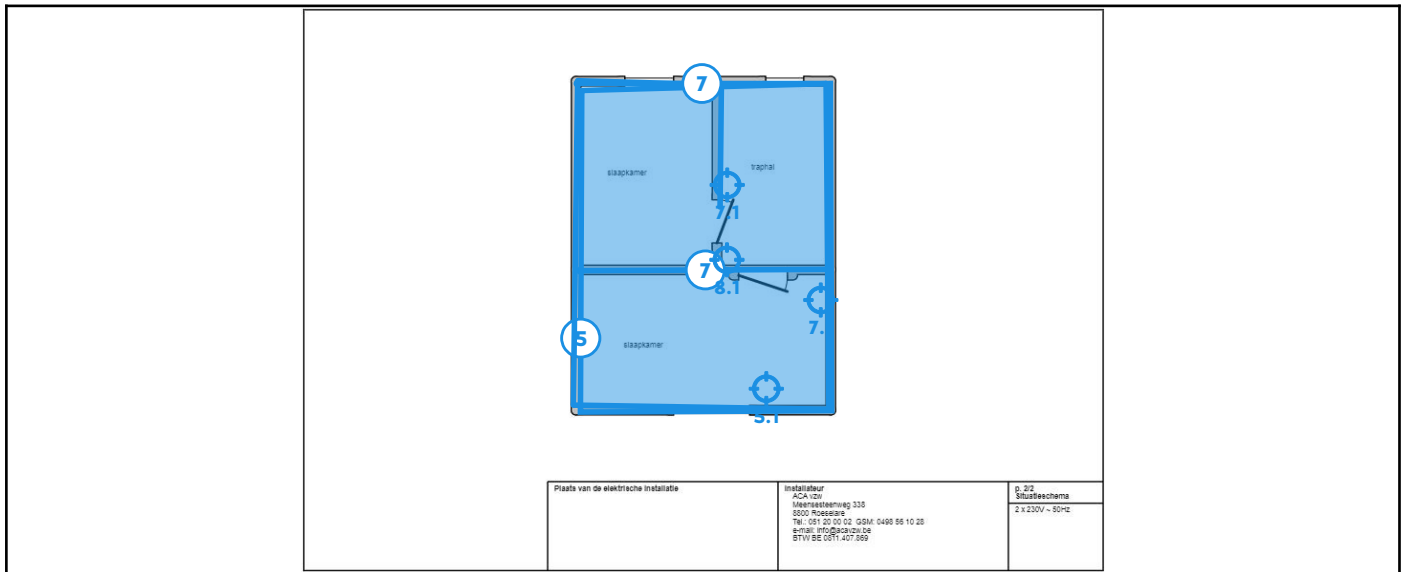 7
slaapkamer
traphal
7.1
7
8.1
7.
5
slaapkamer
5.1
Plaats van de elektrische installatie
Installateur
ACA vzw
Meensesteenweg 338
8800 Roeselare
Tel.: 051 20 00 02 GSM: 0498 56 10 28
e-mail: info@acavzw.be
BTW BE 0811.407.869
p. 2/2
Situatieschema
2 x 230V ~ 50Hz